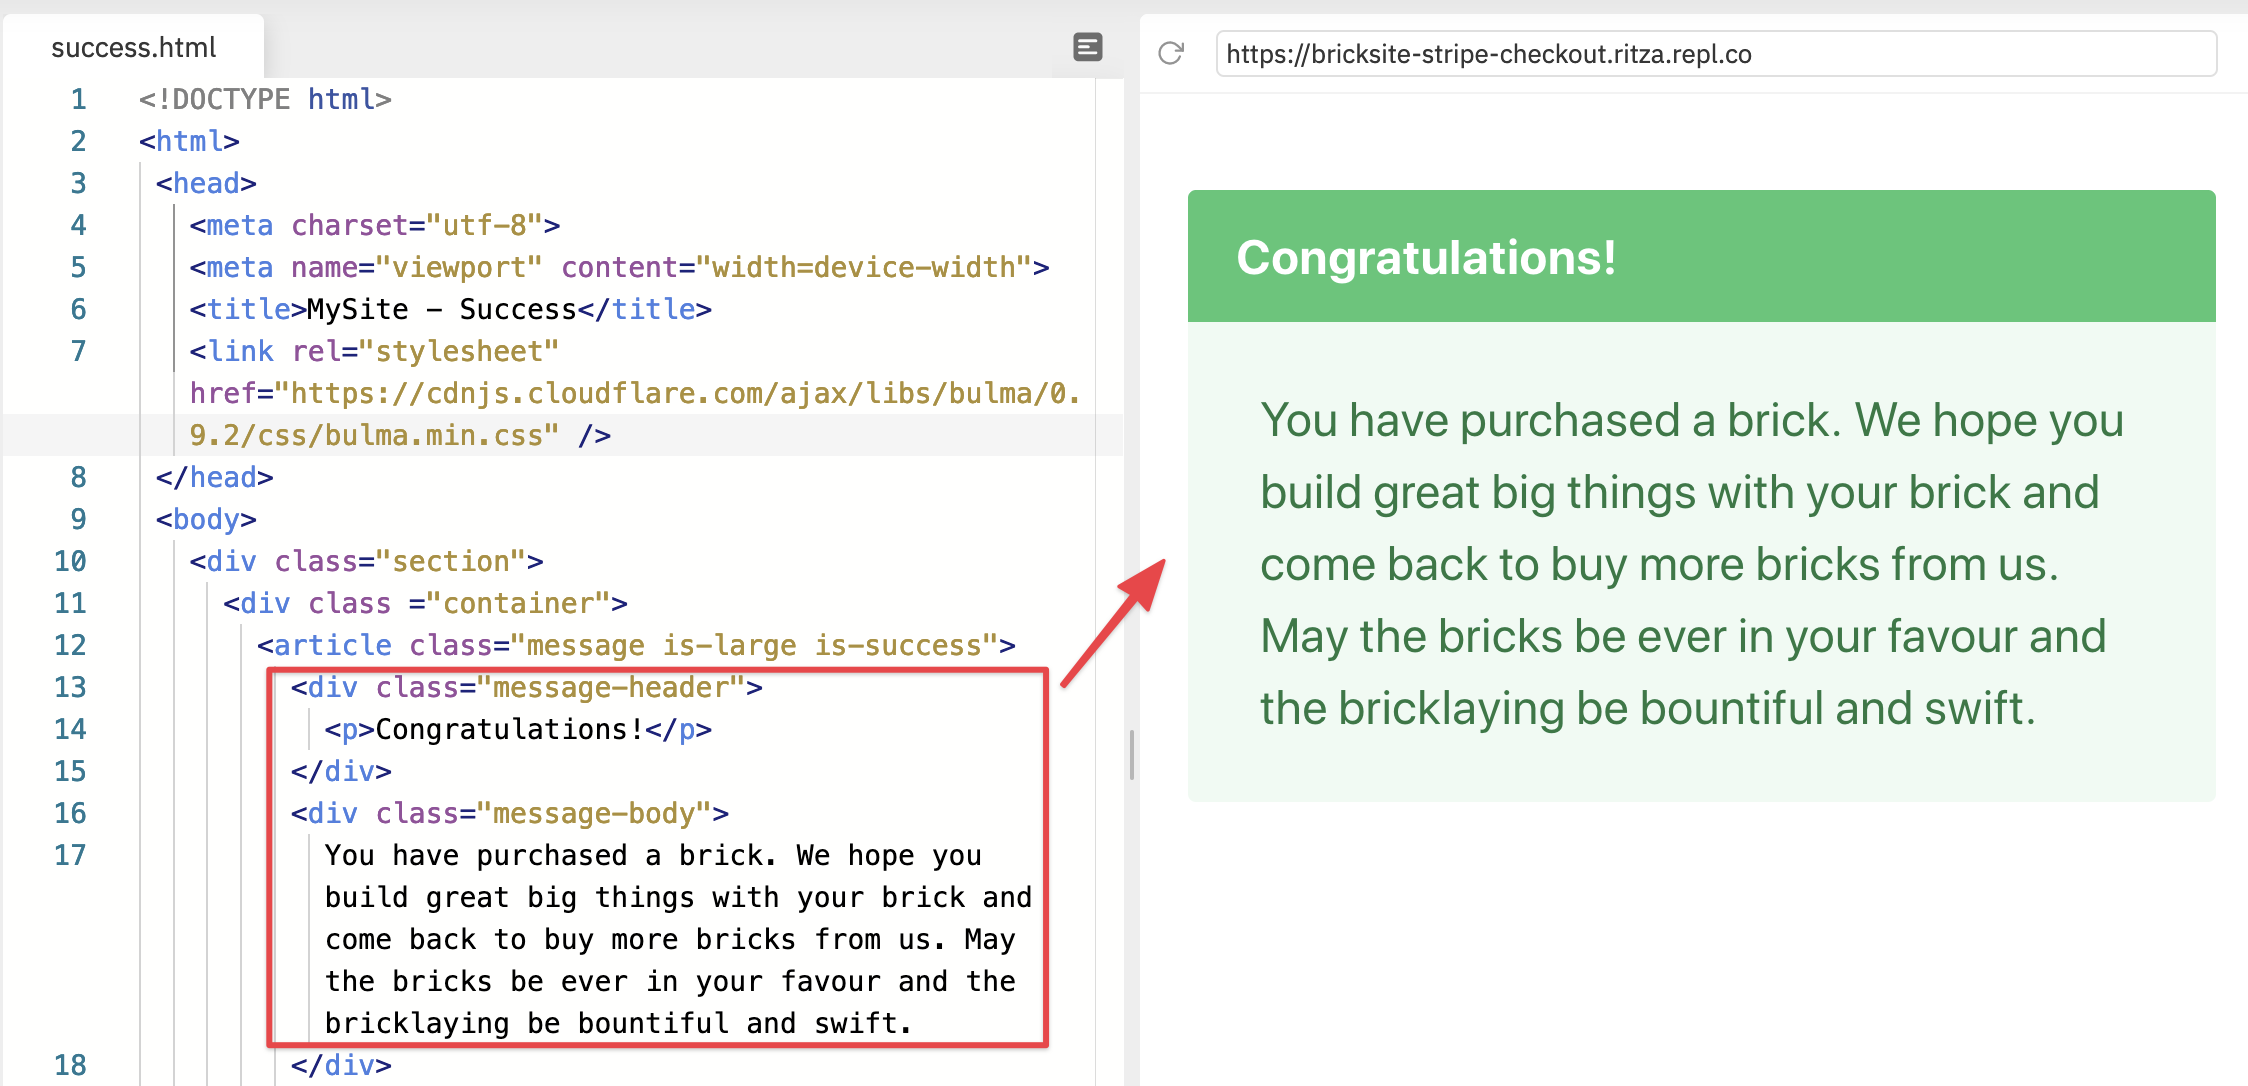 success.html
1 <!DOCTYPE html>
2 <html>
3 <head>
4 <meta charset="utf-8">
5 <meta name="viewport" content="width=device-width">
6 <title>MySite - Success</title>
7 <link rel="stylesheet"
href="https://cdnjs.cloudflare.com/ajax/libs/bulma/0.
9.2/css/bulma.min.css" />
8 </head>
9 <body>
10 <div class="section">
11 <div class ="container">
12 <article class="message is-large is-success">
13 <div class="message-header">
14 <p>Congratulations!</p>
15 </div>
16 <div class="message-body">
17 You have purchased a brick. We hope you
build great big things with your brick and
come back to buy more bricks from us. May
the bricks be ever in your favour and the
bricklaying be bountiful and swift.
18 </div>
https://bricksite-stripe-checkout.ritza.repl.co
Congratulations!
You have purchased a brick. We hope you
build great big things with your brick and
come back to buy more bricks from us.
May the bricks be ever in your favour and
the bricklaying be bountiful and swift.